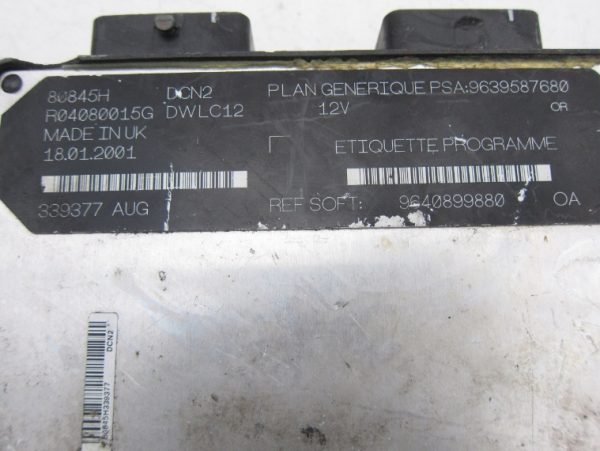 80845H DCN2
R04080015G DWLC12
MADE IN UK
18.01.2001
339377 AUG
PLAN GENERIQUE PSA:9639587680
12V OR
ETIQUETTE PROGRAMME
REF SOFT: 9640899880 OA
80845H339377
DCN2